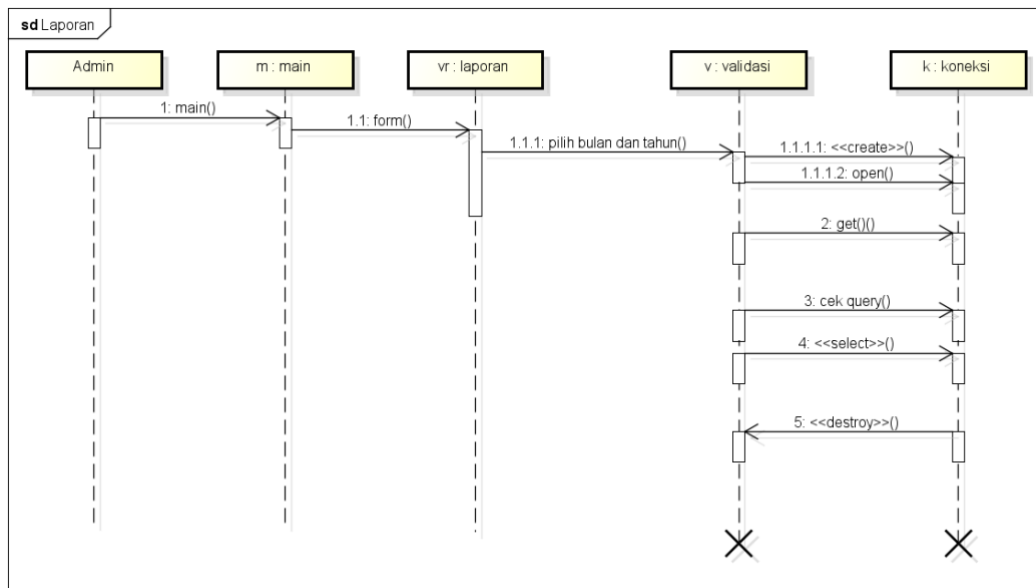 sd Laporan
Admin
m : main
vr : laporan
v : validasi
k : koneksi
1: main()
1.1: form()
1.1.1: pilih bulan dan tahun()
1.1.1.1: <<create>>()
1.1.1.2: open()
2: get()()
3: cek query()
4: <<select>>()
5: <<destroy>>()